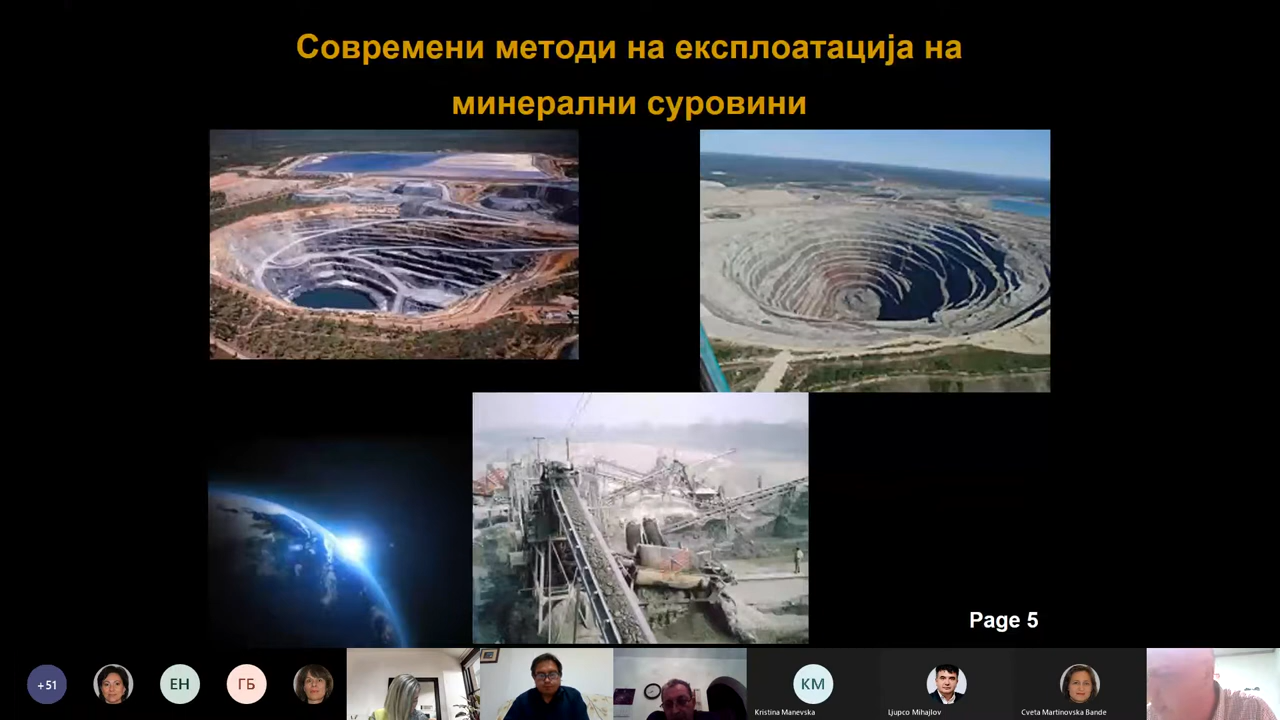 Современи методи на експлоатација на
минерални суровини
Page 5
+51
ЕН
ГБ
КМ
Kristina Manevska
Ljupco Mihajlov
Cveta Martinovska Bande